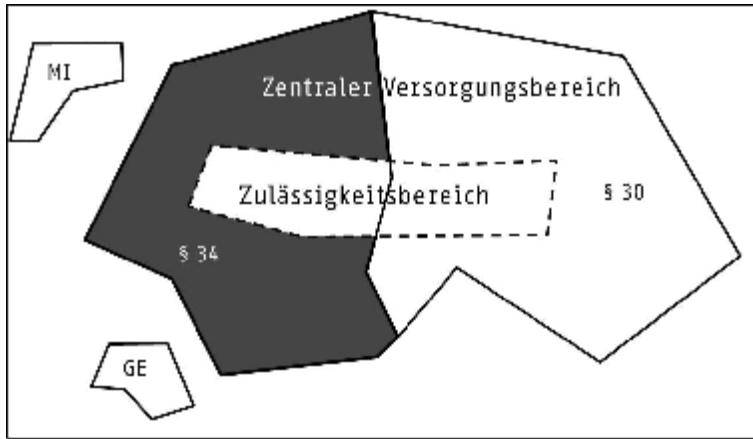 MI
Zentraler Versorgungsbereich
Zulässigkeitsbereich
§ 30
§ 34
GE